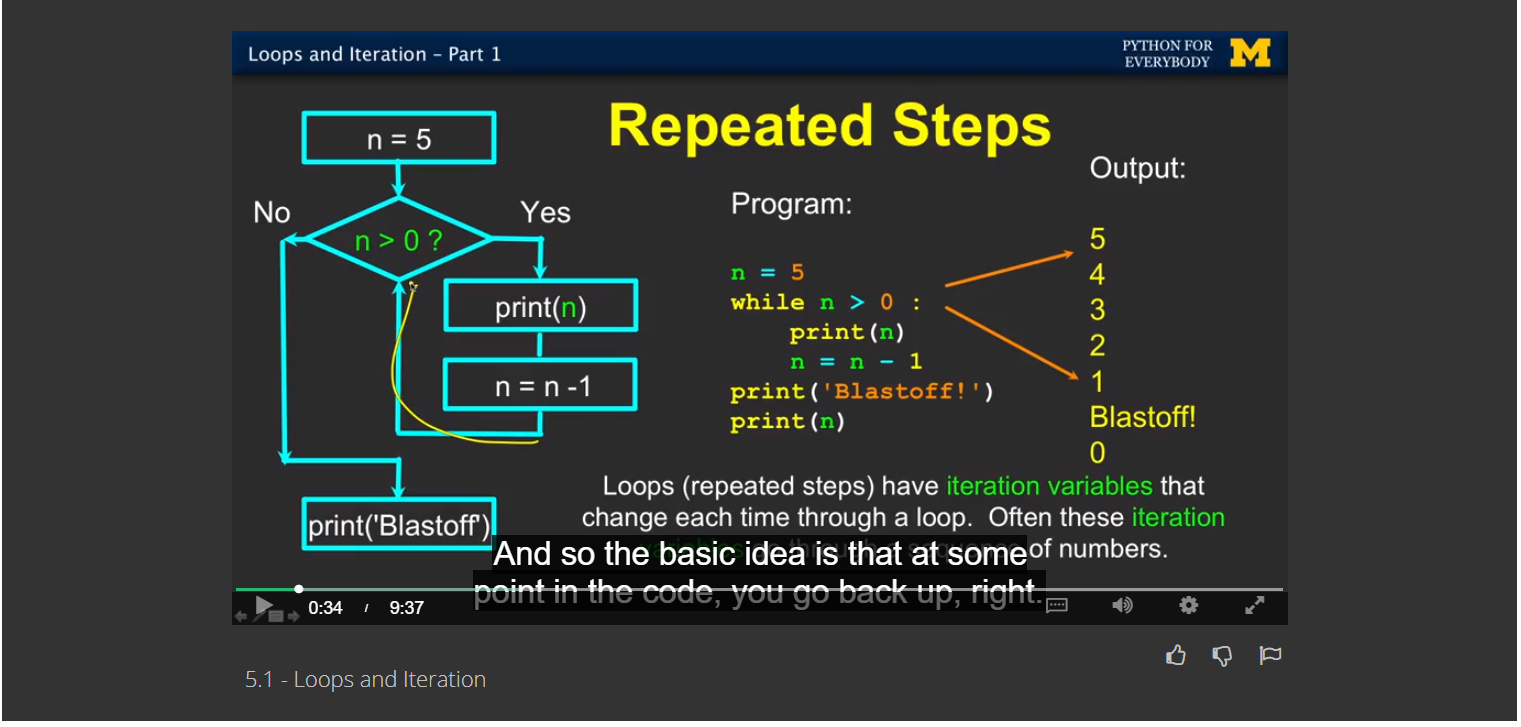 Loops and Iteration – Part 1
PYTHON FOR
EVERYBODY
M
Repeated Steps
n = 5
No
Yes
n > 0 ?
print(n)
n = n -1
print('Blastoff')
Program:
n = 5
while n > 0 :
    print(n)
    n = n - 1
print('Blastoff!')
print(n)
Output:
5
4
3
2
1
Blastoff!
0
Loops (repeated steps) have iteration variables that
change each time through a loop.  Often these iteration
variables go through a sequence of numbers.
And so the basic idea is that at some
point in the code, you go back up, right.
0:34 / 9:37
5.1 - Loops and Iteration